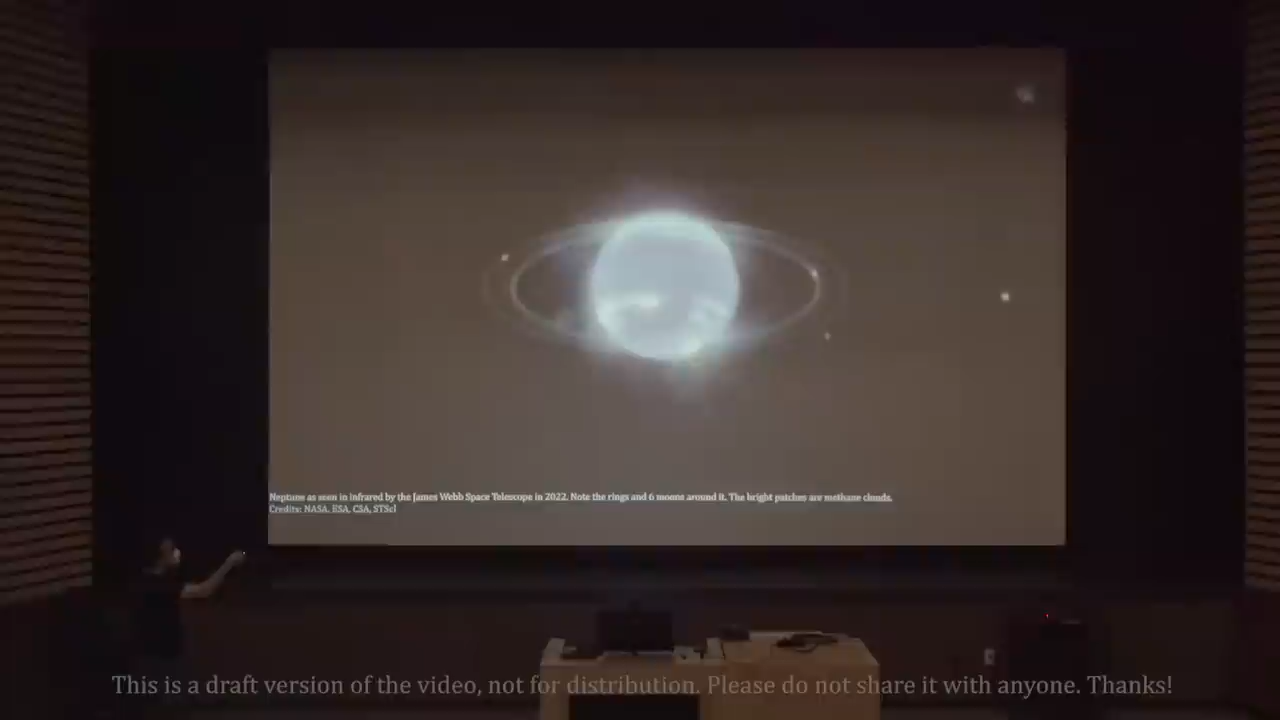 Neptune as seen in infrared by the James Webb Space Telescope in 2022. Note the rings and 6 moons around it. The bright patches are methane clouds.
Credits: NASA, ESA, CSA, STScI
This is a draft version of the video, not for distribution. Please do not share it with anyone. Thanks!